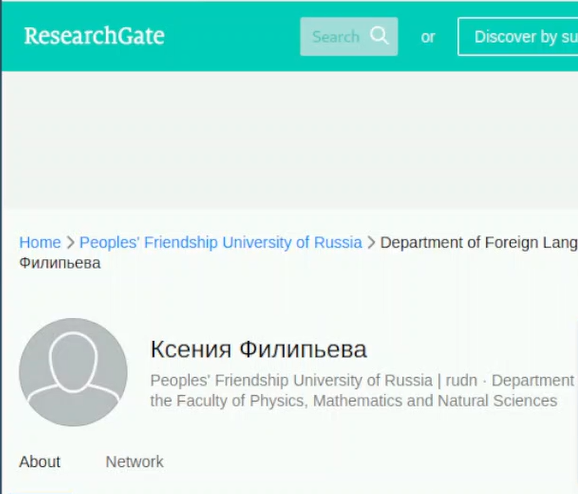 ResearchGate
Search
or
Discover by su
Home > Peoples' Friendship University of Russia > Department of Foreign Lang
Филипьева
Ксения Филипьева
Peoples' Friendship University of Russia | rudn · Department
the Faculty of Physics, Mathematics and Natural Sciences
About
Network